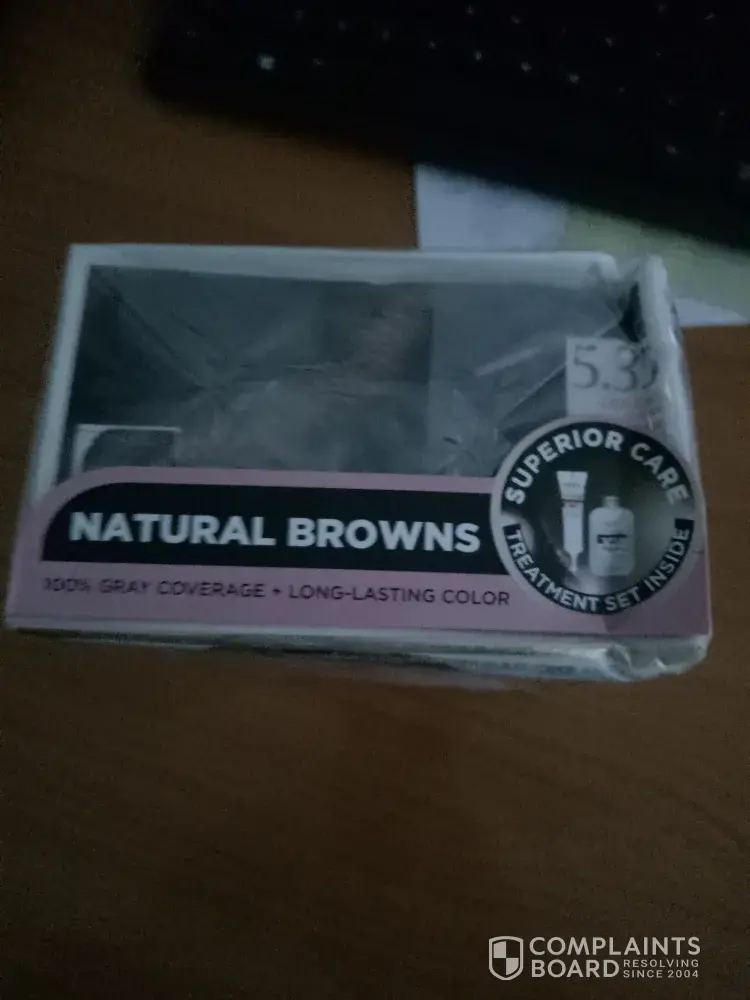 5.3
SUPERIOR CARE
NATURAL BROWNS
100% GRAY COVERAGE + LONG-LASTING COLOR
TREATMENT SET INSIDE
COMPLAINTS
BOARD RESOLVING
SINCE 2004